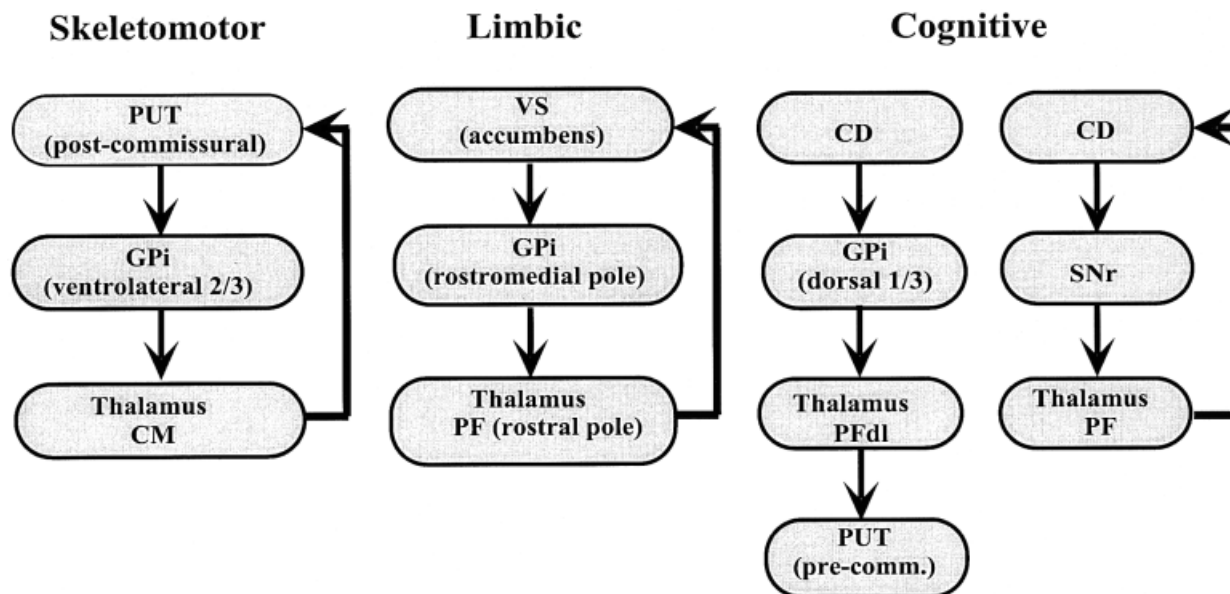 Skeletomotor
PUT
(post-commissural)
GPi
(ventrolateral 2/3)
Thalamus
CM
Limbic
VS
(accumbens)
GPi
(rostromedial pole)
Thalamus
PF (rostral pole)
Cognitive
CD
GPi
(dorsal 1/3)
Thalamus
PFdl
PUT
(pre-comm.)
CD
SNr
Thalamus
PF